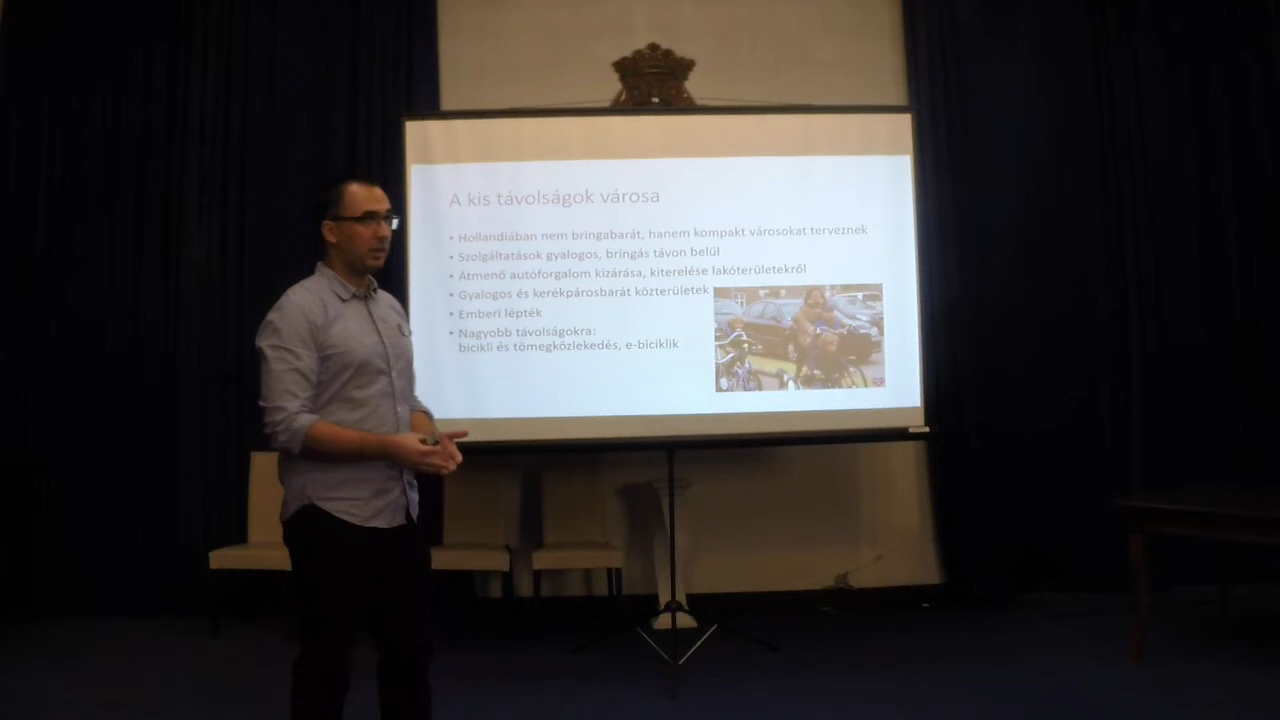 A kis távolságok városa
• Hollandiában nem bringabarát, hanem kompakt városokat terveznek
• Szolgáltatások gyalogos, bringás távon belül
• Átmenő autóforgalom kizárása, kiterelése lakóterületekről
• Gyalogos és kerékpárosbarát közterületek
• Emberi lépték
• Nagyobb távolságokra:
bicikli és tömegközlekedés, e-biciklik